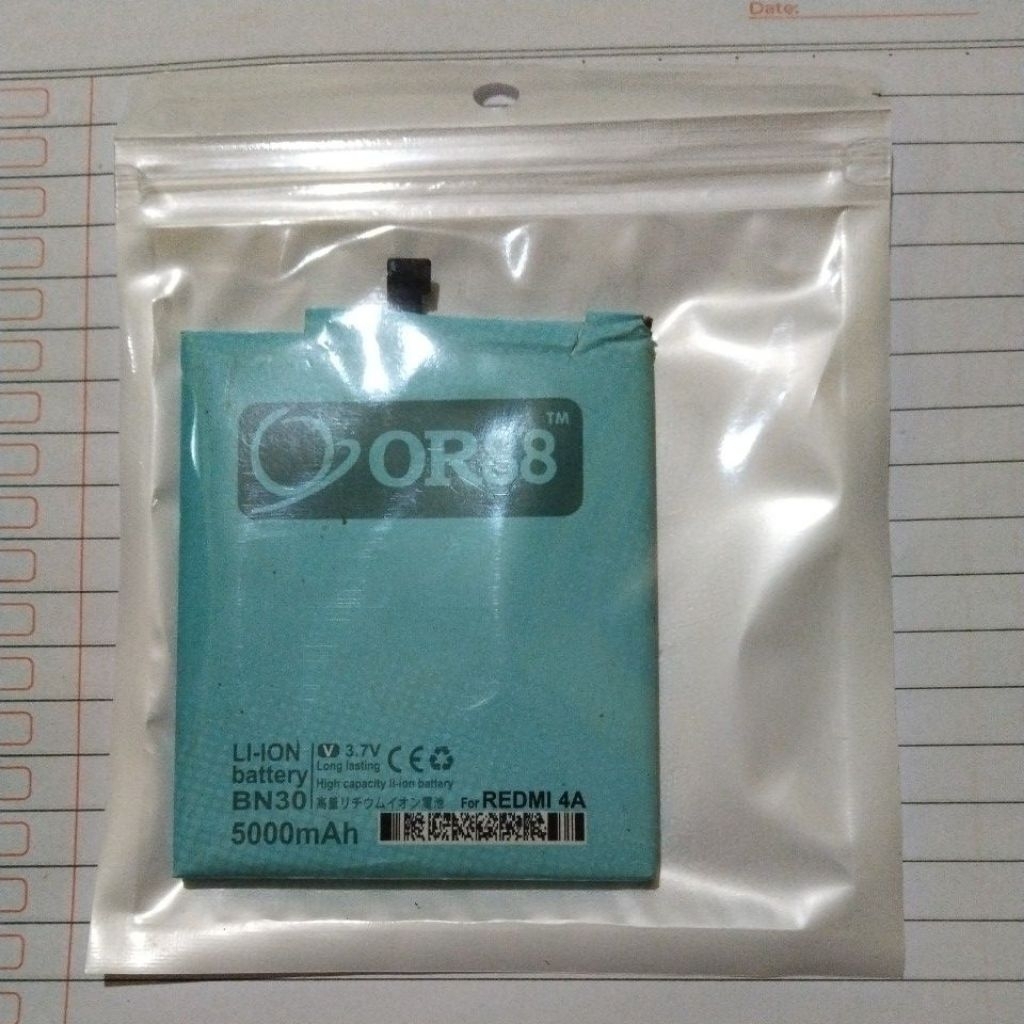 Date:
OR88™
LI-ION
battery
BN30
V 3.7V
Long lasting
High capacity li-ion battery
高量リチウムイオン電池
For REDMI 4A
5000mAh